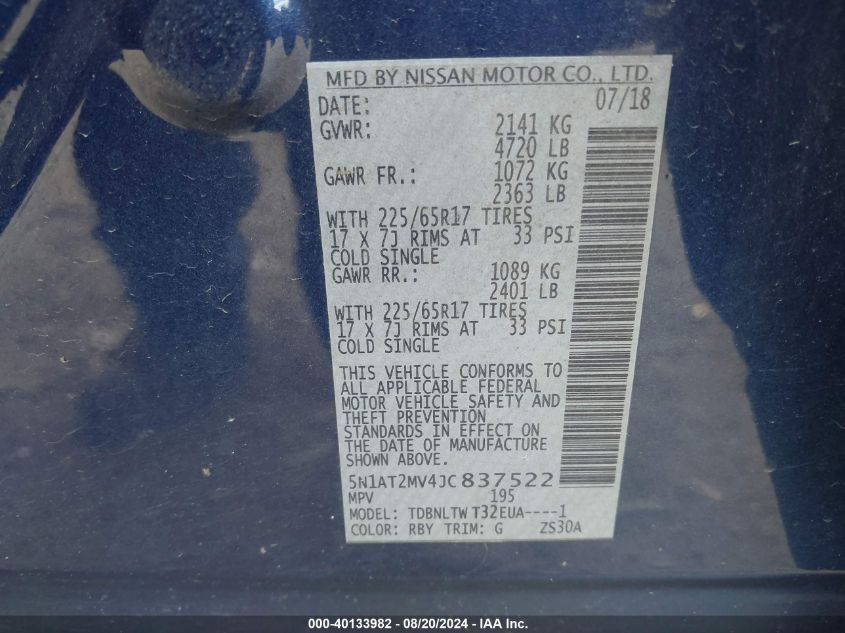 MFD BY NISSAN MOTOR CO., LTD.
DATE: 07/18
GVWR: 2141 KG
4720 LB
GAWR FR.: 1072 KG
2363 LB
WITH 225/65R17 TIRES
17 X 7J RIMS AT 33 PSI
COLD SINGLE
GAWR RR.: 1089 KG
2401 LB
WITH 225/65R17 TIRES
17 X 7J RIMS AT 33 PSI
COLD SINGLE
THIS VEHICLE CONFORMS TO
ALL APPLICABLE FEDERAL
MOTOR VEHICLE SAFETY AND
THEFT PREVENTION
STANDARDS IN EFFECT ON
THE DATE OF MANUFACTURE
SHOWN ABOVE.
5N1AT2MV4JC837522
MPV 195
MODEL: TDBNLTW T32EUA----1
COLOR: RBY TRIM: G ZS30A
000-40133982 - 08/20/2024 - IAA Inc.